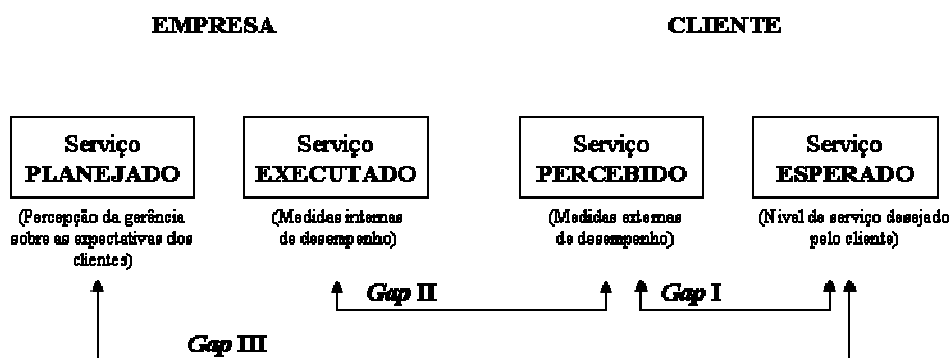 EMPRESA
CLIENTE
Serviço
PLANEJADO
(Percepção da gerência
sobre as expectativas dos
clientes)
Serviço
EXECUTADO
(Medidas internas
de desempenho)
Serviço
PERCEBIDO
(Medidas externas
de desempenho)
Serviço
ESPERADO
(Nível de serviço desejado
pelo cliente)
Gap II
Gap I
Gap III